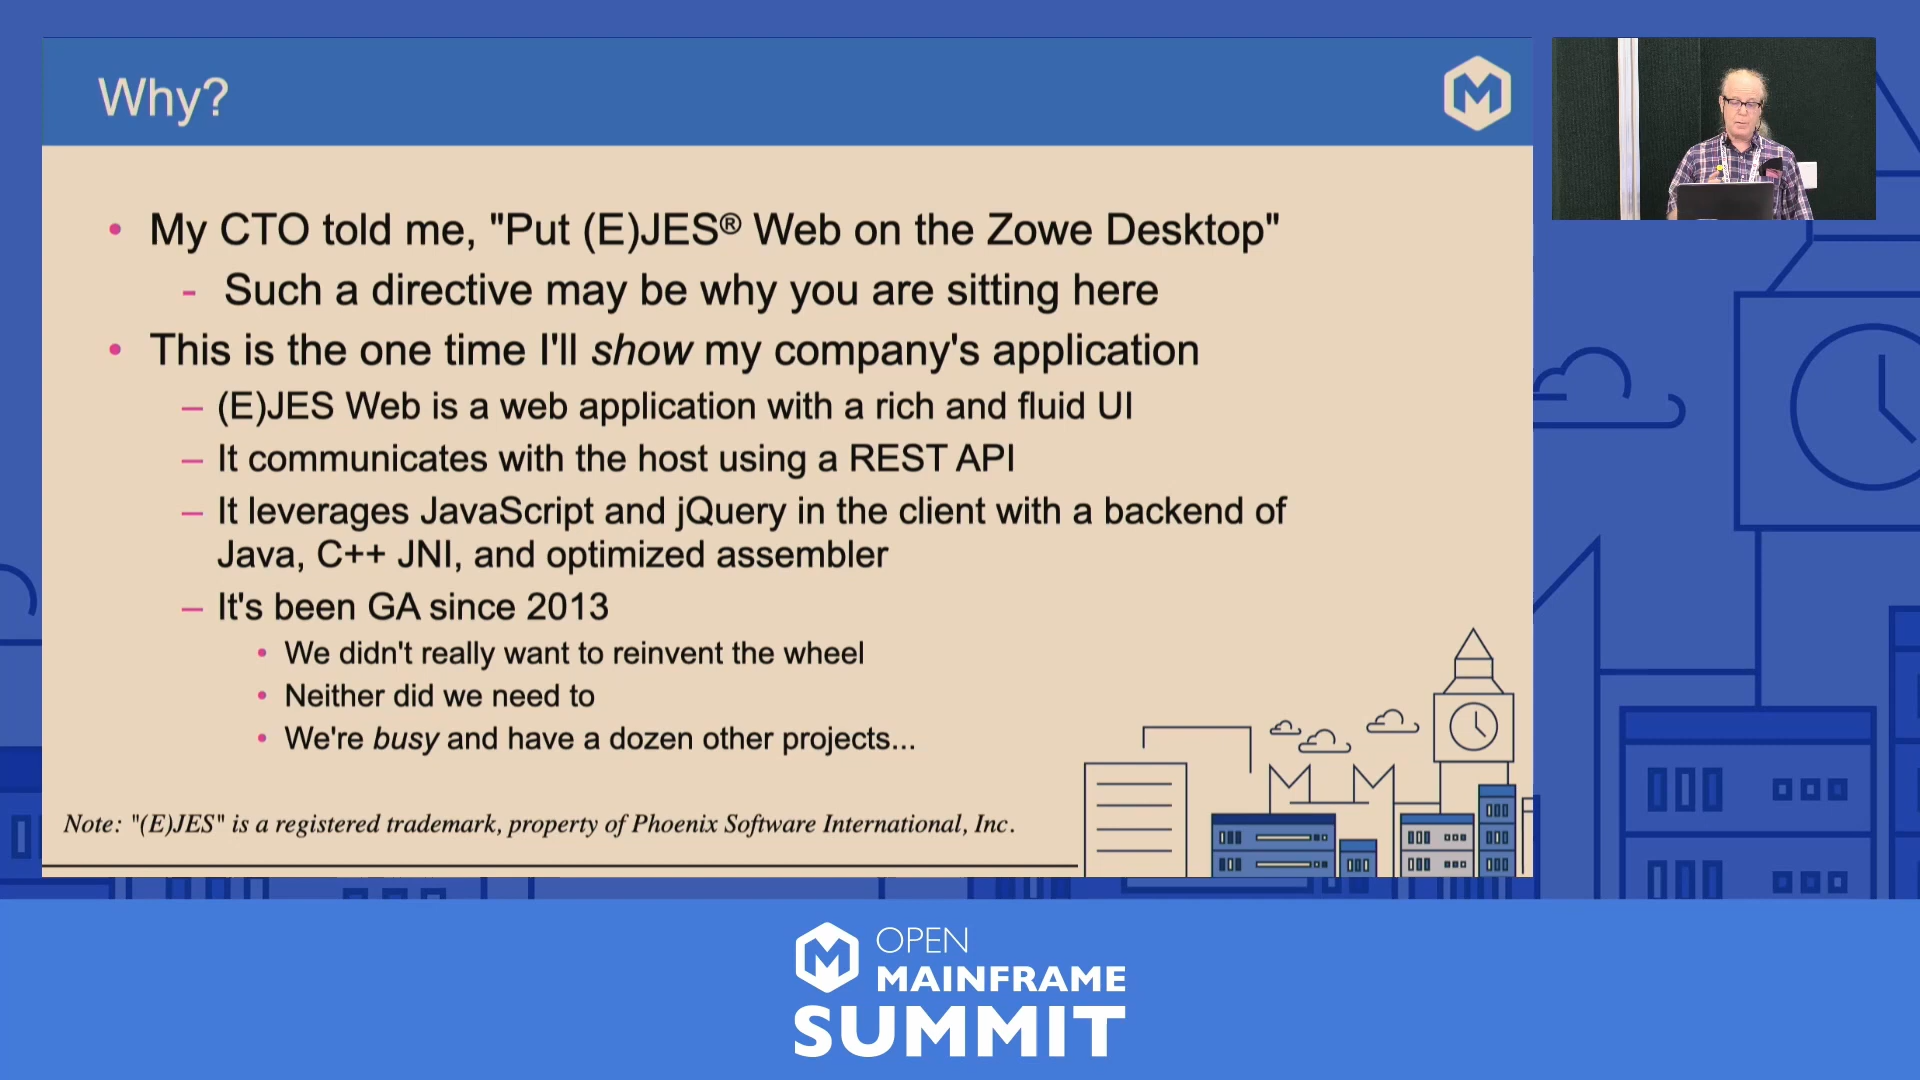 Why?
• My CTO told me, "Put (E)JES® Web on the Zowe Desktop"
- Such a directive may be why you are sitting here
• This is the one time I'll show my company's application
– (E)JES Web is a web application with a rich and fluid UI
– It communicates with the host using a REST API
– It leverages JavaScript and jQuery in the client with a backend of
Java, C++ JNI, and optimized assembler
– It's been GA since 2013
• We didn't really want to reinvent the wheel
• Neither did we need to
• We're busy and have a dozen other projects...
Note: "(E)JES" is a registered trademark, property of Phoenix Software International, Inc.
OPEN
MAINFRAME
SUMMIT